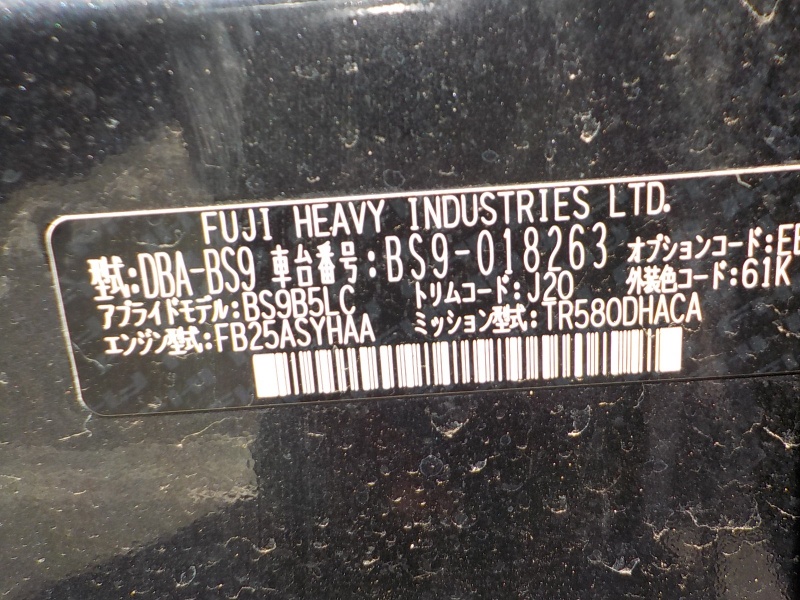 FUJI HEAVY INDUSTRIES LTD.
型式:DBA-BS9 車台番号:BS9-018263 オプションコード:EE
アプライドモデル:BS9B5LC トリムコード:J20 外装色コード:61K
エンジン型式:FB25ASYHAA ミッション型式:TR580DHACA